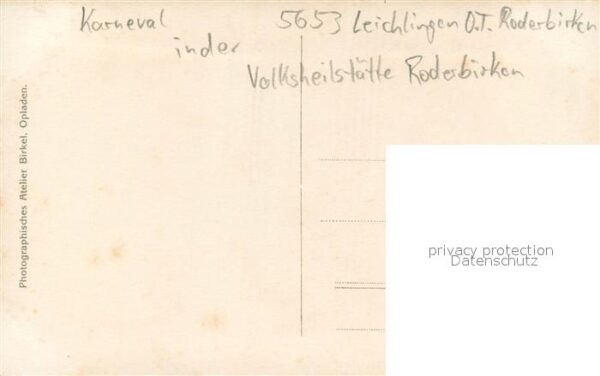 Karneval
5653 Leichlingen O.T. Roderbirken
in der
Volksheilstätte Roderbirken
Photographisches Atelier Birkel, Opladen.
privacy protection
Datenschutz